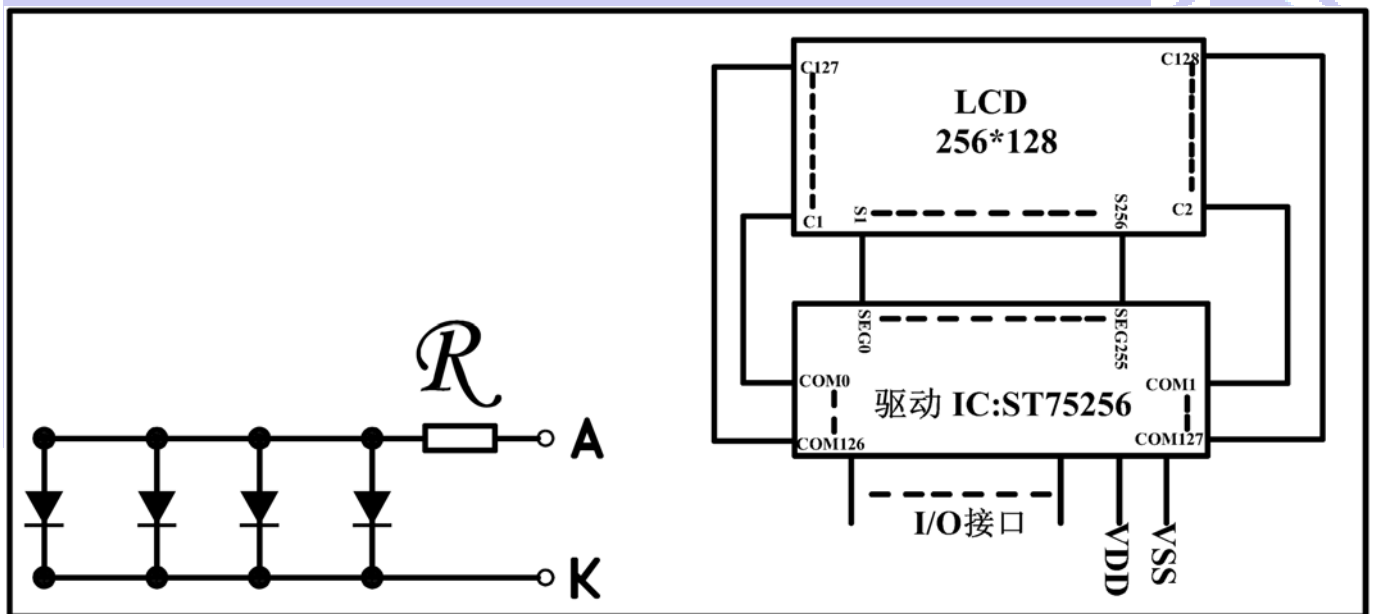 C127
C128
LCD
256*128
C1
S1
S256
C2
SEG0
SEG255
R
COM0
COM1
驱动 IC:ST75256
A
COM126
COM127
I/O接口
VDD
VSS
K